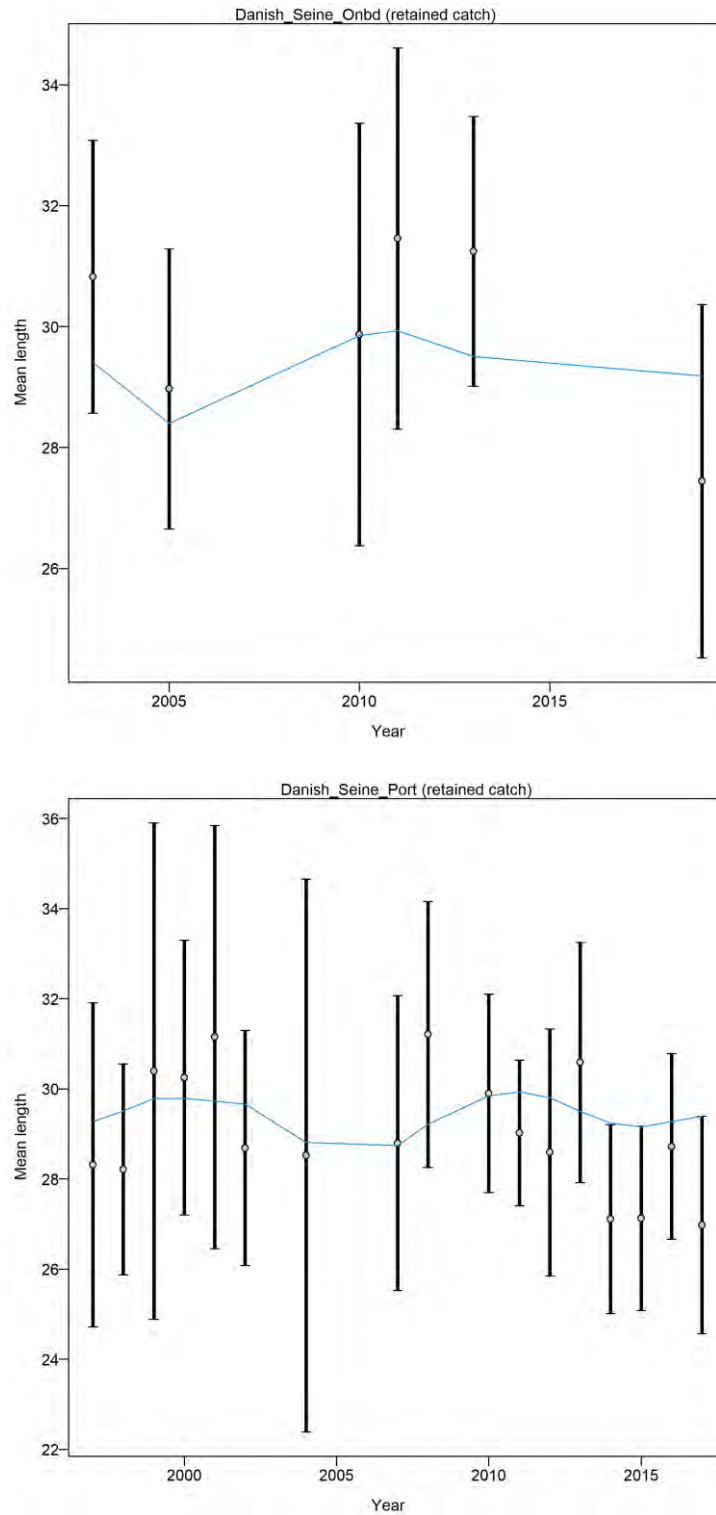 Danish_Seine_Onbd (retained catch)
34
32
30
28
26
Mean length
2005 2010 2015
Year
Danish_Seine_Port (retained catch)
36
34
32
30
28
26
24
22
Mean length
2000 2005 2010 2015
Year